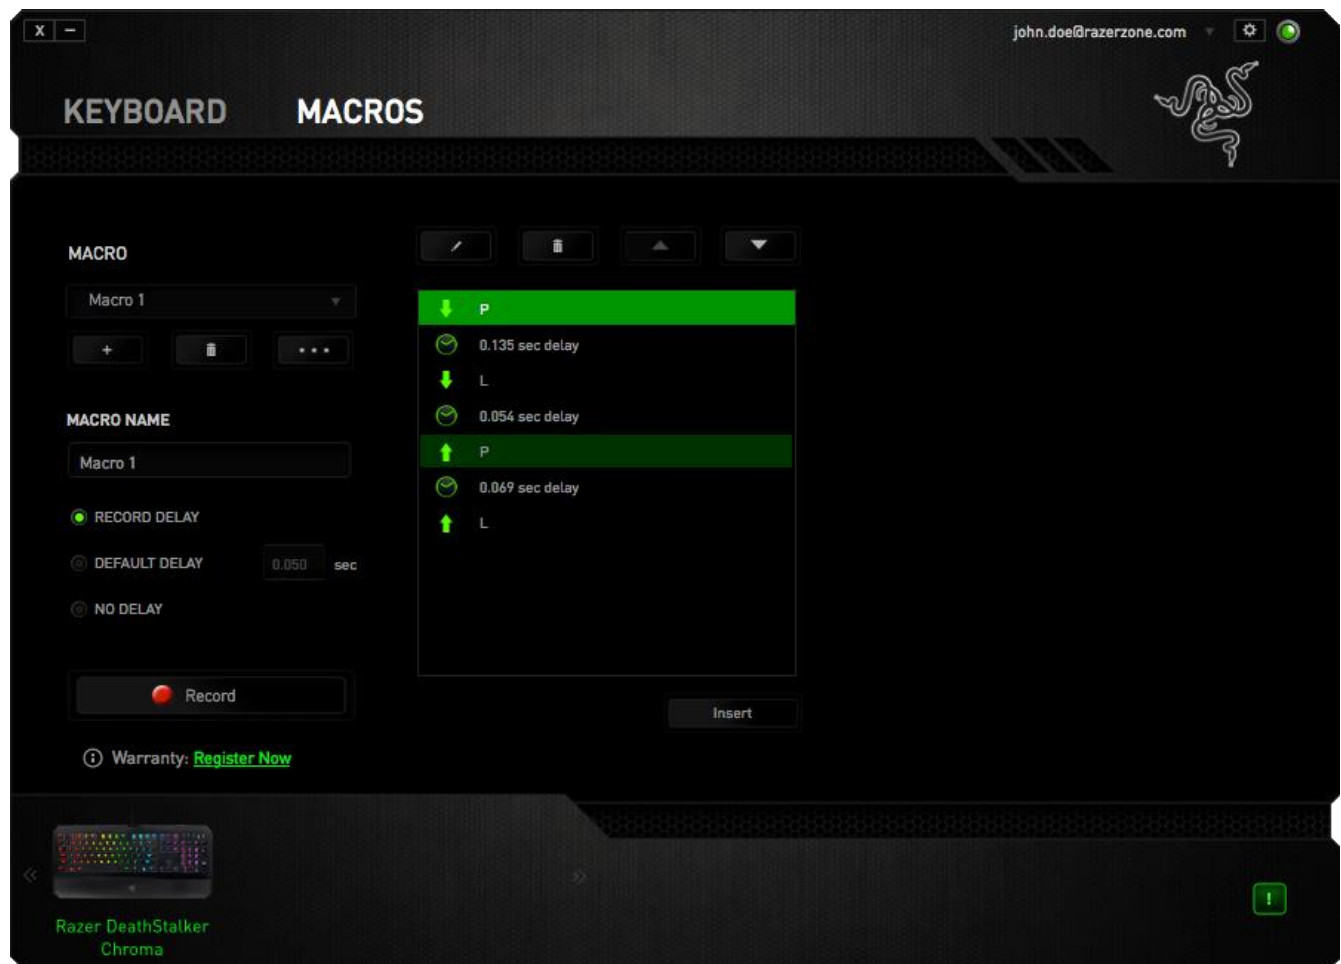 X –
john.doe@razerzone.com
KEYBOARD MACROS
MACRO
Macro 1
+
MACRO NAME
Macro 1
RECORD DELAY
DEFAULT DELAY 0.050 sec
NO DELAY
Record
Warranty: Register Now
P
0.135 sec delay
L
0.054 sec delay
P
0.069 sec delay
L
Insert
Razer DeathStalker
Chroma
!